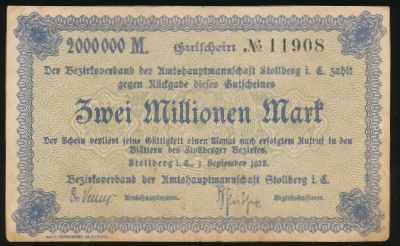 2000000 M. Gutschein № 11908
Der Bezirksverband der Amtshauptmannschaft Stollberg i. E. zahlt
gegen Rückgabe dieses Gutscheines
Zwei Millionen Mark
Der Schein verliert seine Gültigkeit einen Monat nach erfolgtem Aufruf in den
Blättern des Stollberger Bezirkes.
Stollberg i. E., 3. September 1923.
Bezirksverband der Amtshauptmannschaft Stollberg i. E.
Amtshauptmann. Bezirkskassierer.